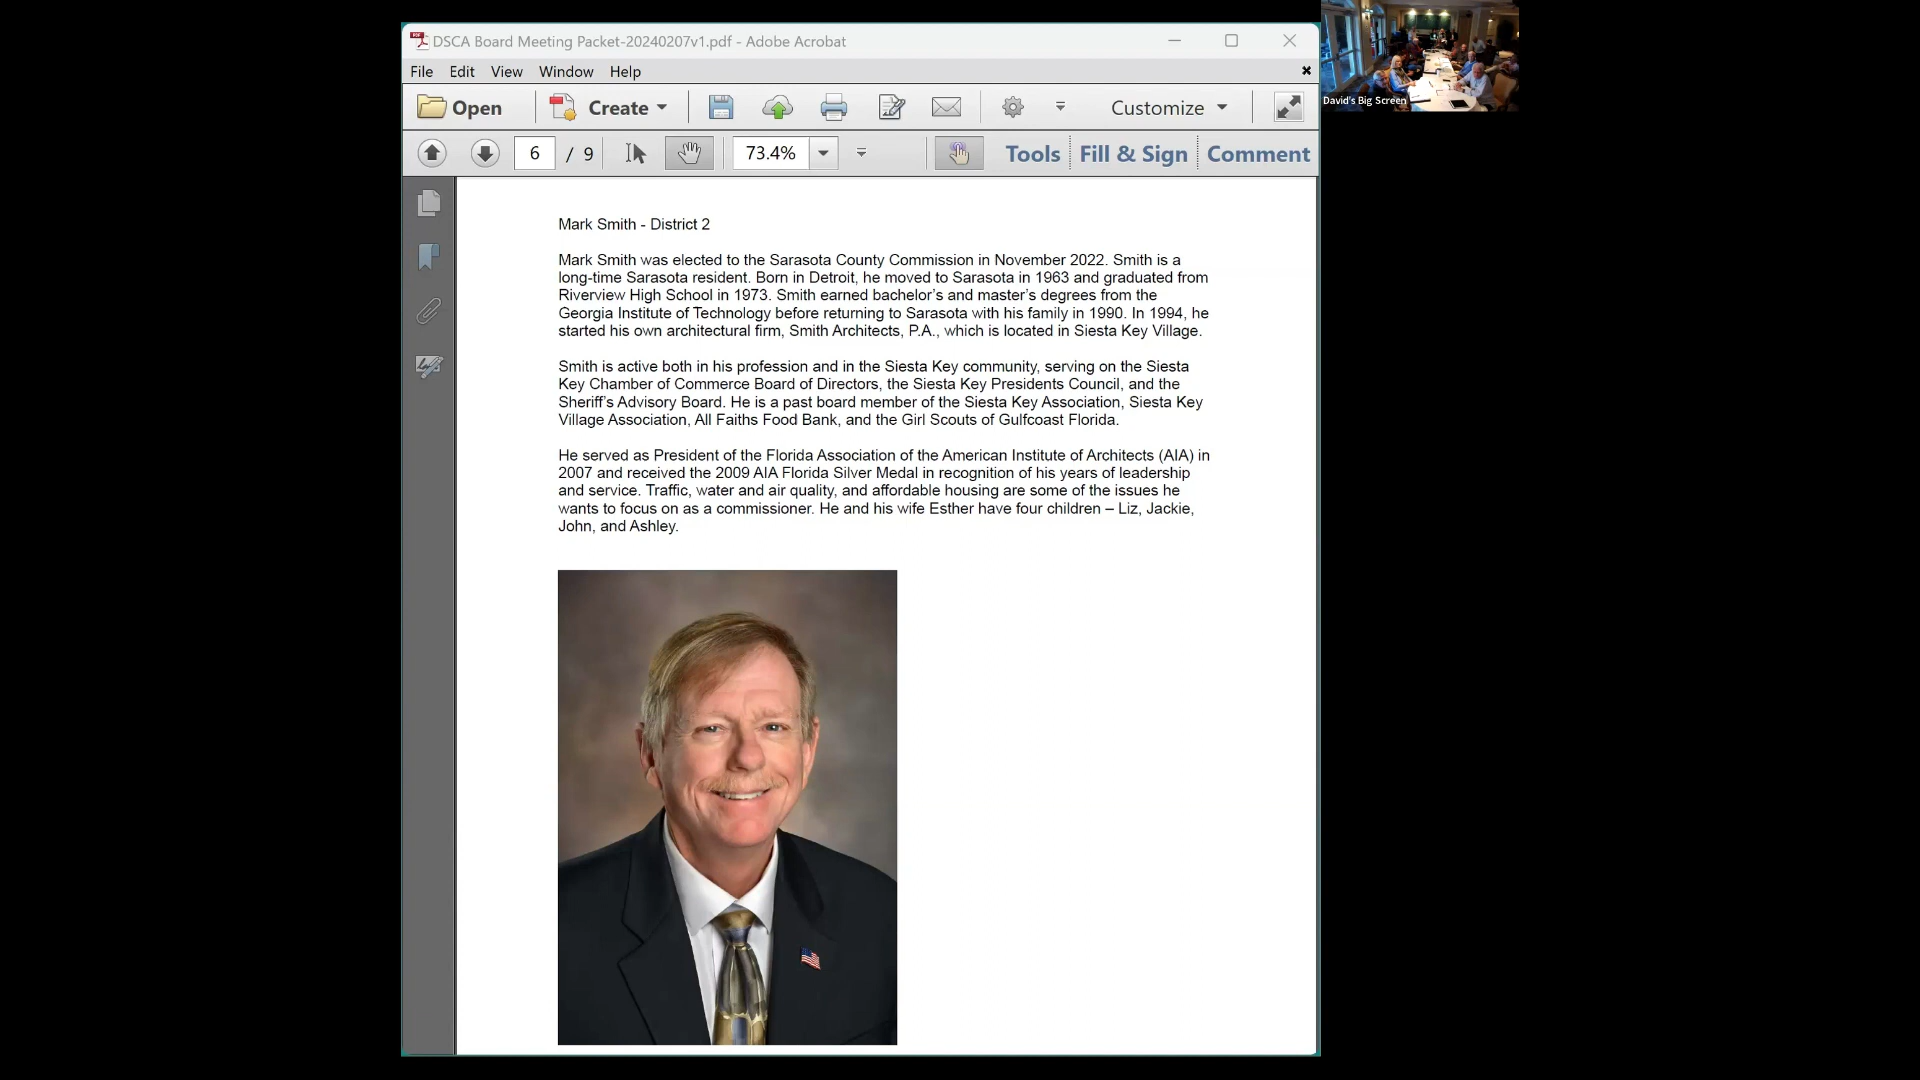 DSCA Board Meeting Packet-20240207v1.pdf - Adobe Acrobat
File Edit View Window Help
Open Create Customize
6 / 9 73.4% Tools Fill & Sign Comment
David's Big Screen
Mark Smith - District 2
Mark Smith was elected to the Sarasota County Commission in November 2022. Smith is a
long-time Sarasota resident. Born in Detroit, he moved to Sarasota in 1963 and graduated from
Riverview High School in 1973. Smith earned bachelor’s and master’s degrees from the
Georgia Institute of Technology before returning to Sarasota with his family in 1990. In 1994, he
started his own architectural firm, Smith Architects, P.A., which is located in Siesta Key Village.
Smith is active both in his profession and in the Siesta Key community, serving on the Siesta
Key Chamber of Commerce Board of Directors, the Siesta Key Presidents Council, and the
Sheriff’s Advisory Board. He is a past board member of the Siesta Key Association, Siesta Key
Village Association, All Faiths Food Bank, and the Girl Scouts of Gulfcoast Florida.
He served as President of the Florida Association of the American Institute of Architects (AIA) in
2007 and received the 2009 AIA Florida Silver Medal in recognition of his years of leadership
and service. Traffic, water and air quality, and affordable housing are some of the issues he
wants to focus on as a commissioner. He and his wife Esther have four children – Liz, Jackie,
John, and Ashley.